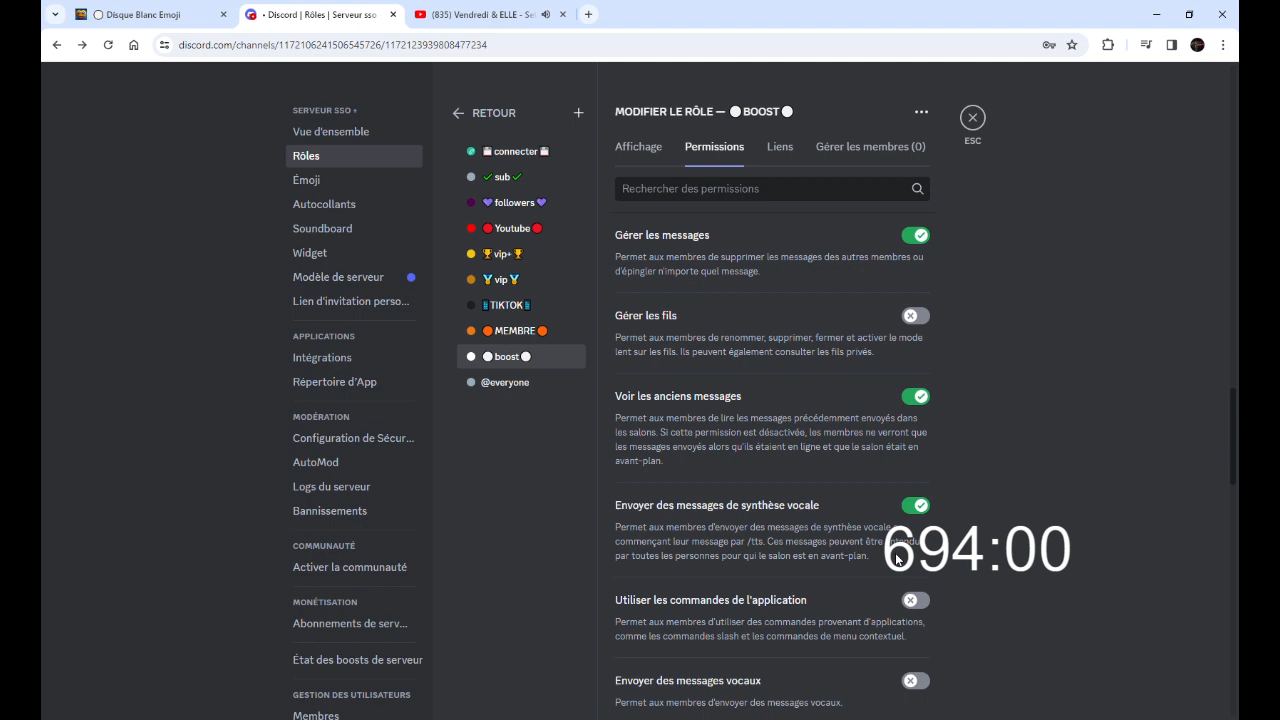 Disque Blanc Emoji
• Discord | Rôles | Serveur sso
(835) Vendredi & ELLE - Se
discord.com/channels/1172106241506545726/1172123939808477234
SERVEUR SSO +
Vue d'ensemble
Rôles
Émoji
Autocollants
Soundboard
Widget
Modèle de serveur
Lien d'invitation perso...
APPLICATIONS
Intégrations
Répertoire d'App
MODÉRATION
Configuration de Sécur...
AutoMod
Logs du serveur
Bannissements
COMMUNAUTÉ
Activer la communauté
MONÉTISATION
Abonnements de serv...
État des boosts de serveur
GESTION DES UTILISATEURS
Membres
RETOUR
connecter
sub
followers
Youtube
vip+
vip
TIKTOK
MEMBRE
boost
@everyone
MODIFIER LE RÔLE — ⚪BOOST⚪
ESC
Affichage Permissions Liens Gérer les membres (0)
Rechercher des permissions
Gérer les messages
Permet aux membres de supprimer les messages des autres membres ou
d'épingler n'importe quel message.
Gérer les fils
Permet aux membres de renommer, supprimer, fermer et activer le mode
lent sur les fils. Ils peuvent également consulter les fils privés.
Voir les anciens messages
Permet aux membres de lire les messages précédemment envoyés dans
les salons. Si cette permission est désactivée, les membres ne verront que
les messages envoyés alors qu'ils étaient en ligne et que le salon était en
avant-plan.
Envoyer des messages de synthèse vocale
Permet aux membres d'envoyer des messages de synthèse vocale
commençant leur message par /tts. Ces messages peuvent être
par toutes les personnes pour qui le salon est en avant-plan.
694:00
Utiliser les commandes de l'application
Permet aux membres d'utiliser des commandes provenant d'applications,
comme les commandes slash et les commandes de menu contextuel.
Envoyer des messages vocaux
Permet aux membres d'envoyer des messages vocaux.